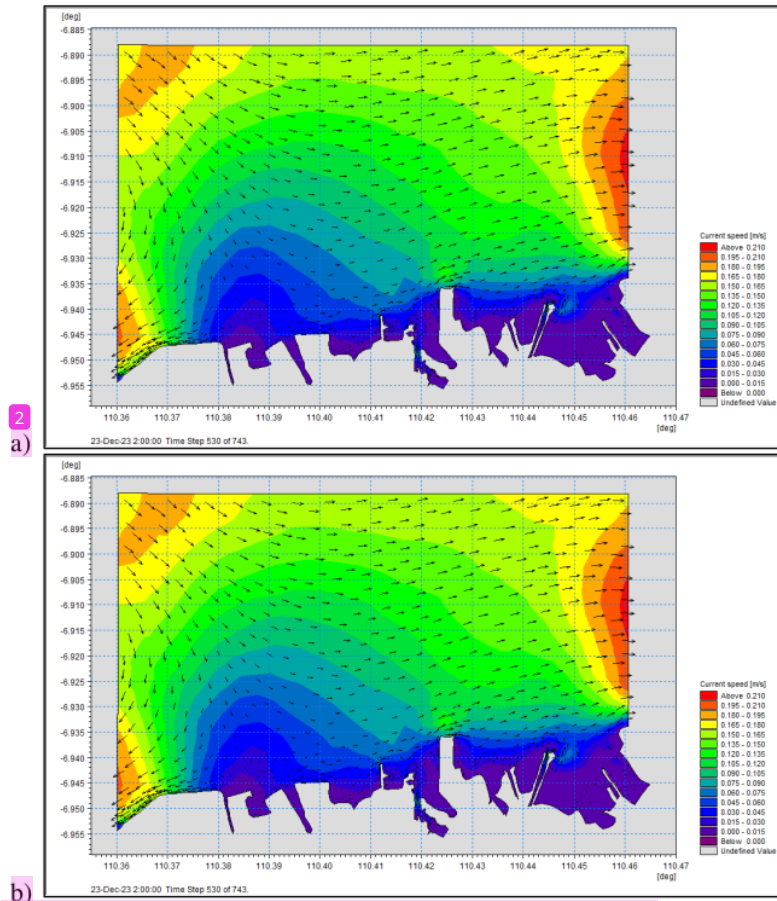 [deg]
-6.885
-6.890
-6.895
-6.900
-6.905
-6.910
-6.915
-6.920
-6.925
-6.930
-6.935
-6.940
-6.945
-6.950
-6.955
Current speed [m/s]
Above 0.210
0.195 - 0.210
0.180 - 0.195
0.165 - 0.180
0.150 - 0.165
0.135 - 0.150
0.120 - 0.135
0.105 - 0.120
0.090 - 0.105
0.075 - 0.090
0.060 - 0.075
0.045 - 0.060
0.030 - 0.045
0.015 - 0.030
0.000 - 0.015
Below 0.000
Undefined Value
110.36 110.37 110.38 110.39 110.40 110.41 110.42 110.43 110.44 110.45 110.46 110.47
[deg]
23-Dec-23 2:00:00 Time Step 530 of 743.
2
a)
[deg]
-6.885
-6.890
-6.895
-6.900
-6.905
-6.910
-6.915
-6.920
-6.925
-6.930
-6.935
-6.940
-6.945
-6.950
-6.955
Current speed [m/s]
Above 0.210
0.195 - 0.210
0.180 - 0.195
0.165 - 0.180
0.150 - 0.165
0.135 - 0.150
0.120 - 0.135
0.105 - 0.120
0.090 - 0.105
0.075 - 0.090
0.060 - 0.075
0.045 - 0.060
0.030 - 0.045
0.015 - 0.030
0.000 - 0.015
Below 0.000
Undefined Value
110.36 110.37 110.38 110.39 110.40 110.41 110.42 110.43 110.44 110.45 110.46 110.47
[deg]
23-Dec-23 2:00:00 Time Step 530 of 743.
b)